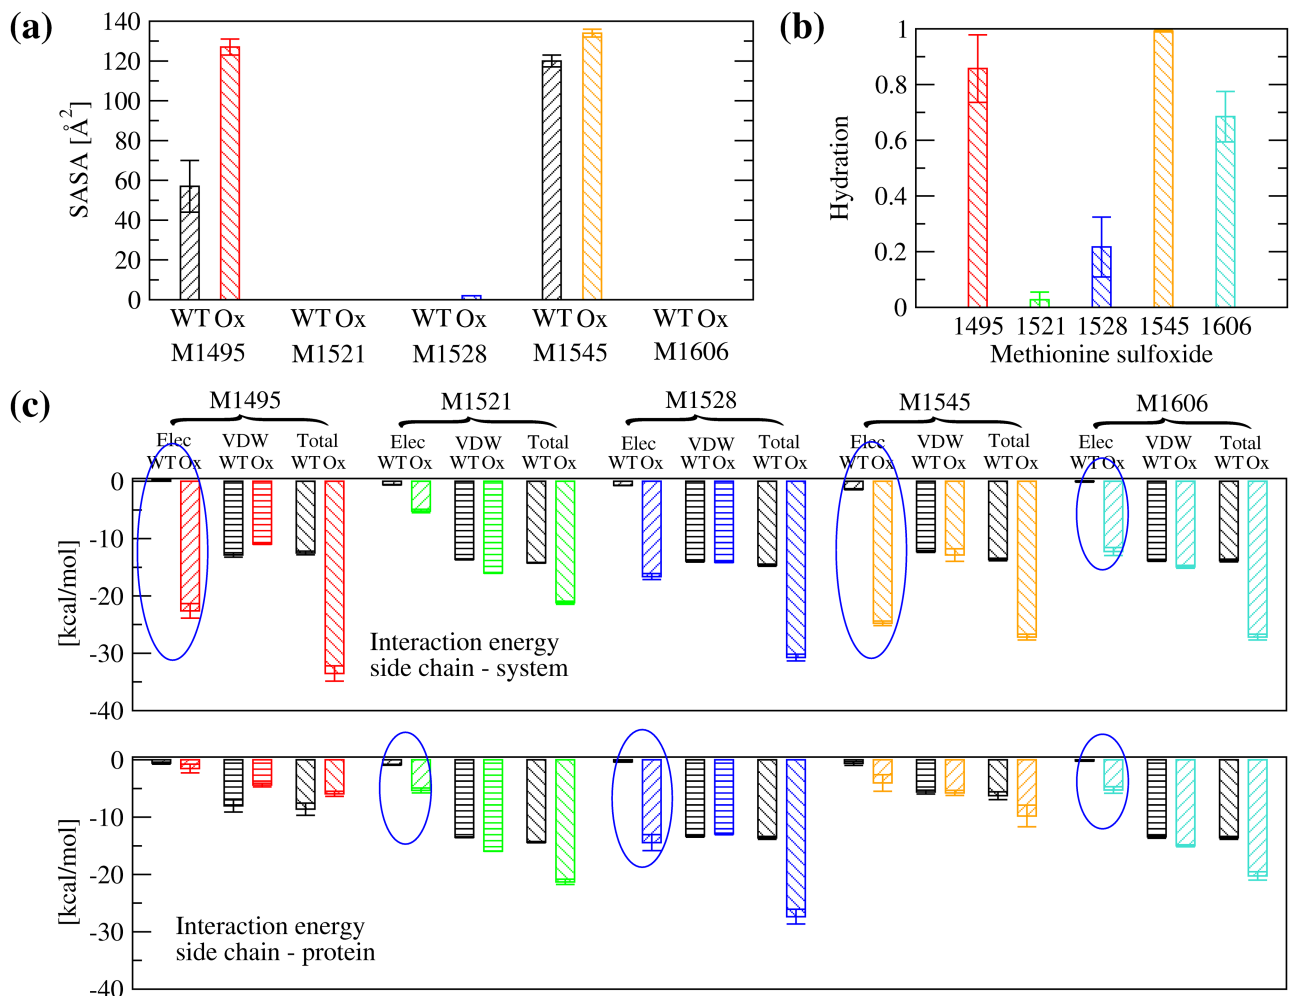 (a)
140
120
100
80
60
40
20
0
SASA [Å2]
WT Ox WT Ox WT Ox WT Ox WT Ox
M1495 M1521 M1528 M1545 M1606
(b)
1
0.8
0.6
0.4
0.2
0
Hydration
1495 1521 1528 1545 1606
Methionine sulfoxide
(c)
M1495 M1521 M1528 M1545 M1606
Elec VDW Total Elec VDW Total Elec VDW Total Elec VDW Total Elec VDW Total
WT Ox WT Ox WT Ox WT Ox WT Ox WT Ox WT Ox WT Ox WT Ox WT Ox WT Ox WT Ox WT Ox WT Ox WT Ox
0
-10
-20
-30
-40
[kcal/mol]
Interaction energy
side chain - system
0
-10
-20
-30
-40
[kcal/mol]
Interaction energy
side chain - protein